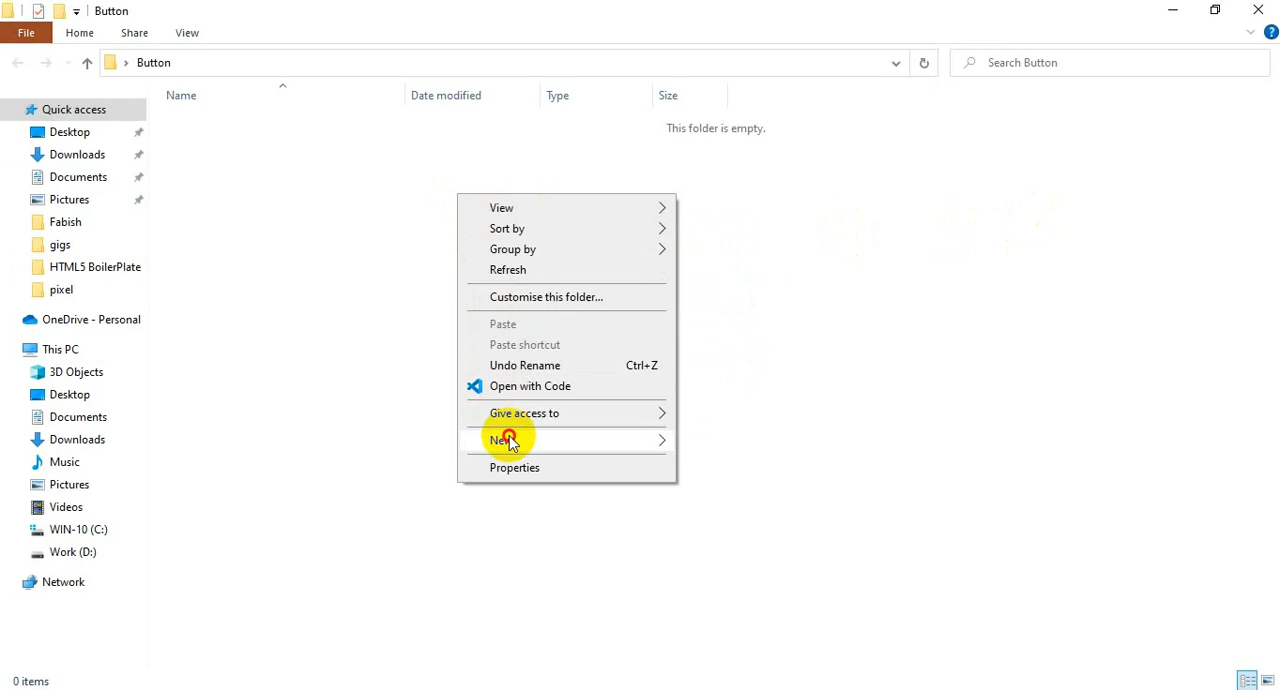 Button
File
Home
Share
View
Button
Search Button
Name
Date modified
Type
Size
This folder is empty.
Quick access
Desktop
Downloads
Documents
Pictures
Fabish
gigs
HTML5 BoilerPlate
pixel
OneDrive - Personal
This PC
3D Objects
Desktop
Documents
Downloads
Music
Pictures
Videos
WIN-10 (C:)
Work (D:)
Network
View
Sort by
Group by
Refresh
Customise this folder...
Paste
Paste shortcut
Undo Rename Ctrl+Z
Open with Code
Give access to
New
Properties
0 items